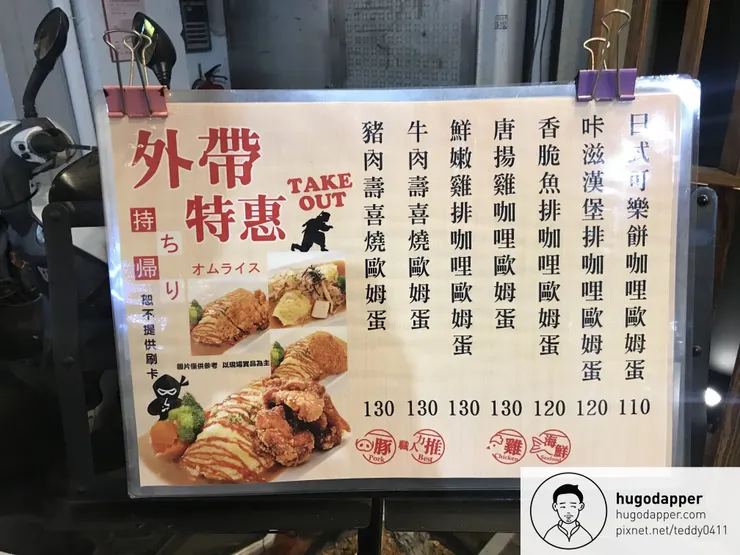 外帶
特惠
TAKE
OUT
持ち帰り
オムライス
恕不提供刷卡
圖片僅供參考 以現場實品為主
日式可樂餅咖哩歐姆蛋
110
咔滋漢堡排咖哩歐姆蛋
120
香脆魚排咖哩歐姆蛋
120
唐揚雞咖哩歐姆蛋
130
鮮嫩雞排咖哩歐姆蛋
130
牛肉壽喜燒歐姆蛋
130
豬肉壽喜燒歐姆蛋
130
豚
Pork
職人力推
Best
雞
Chicken
海鮮
Seafood
hugodapper
hugodapper.com
pixnet.net/teddy0411